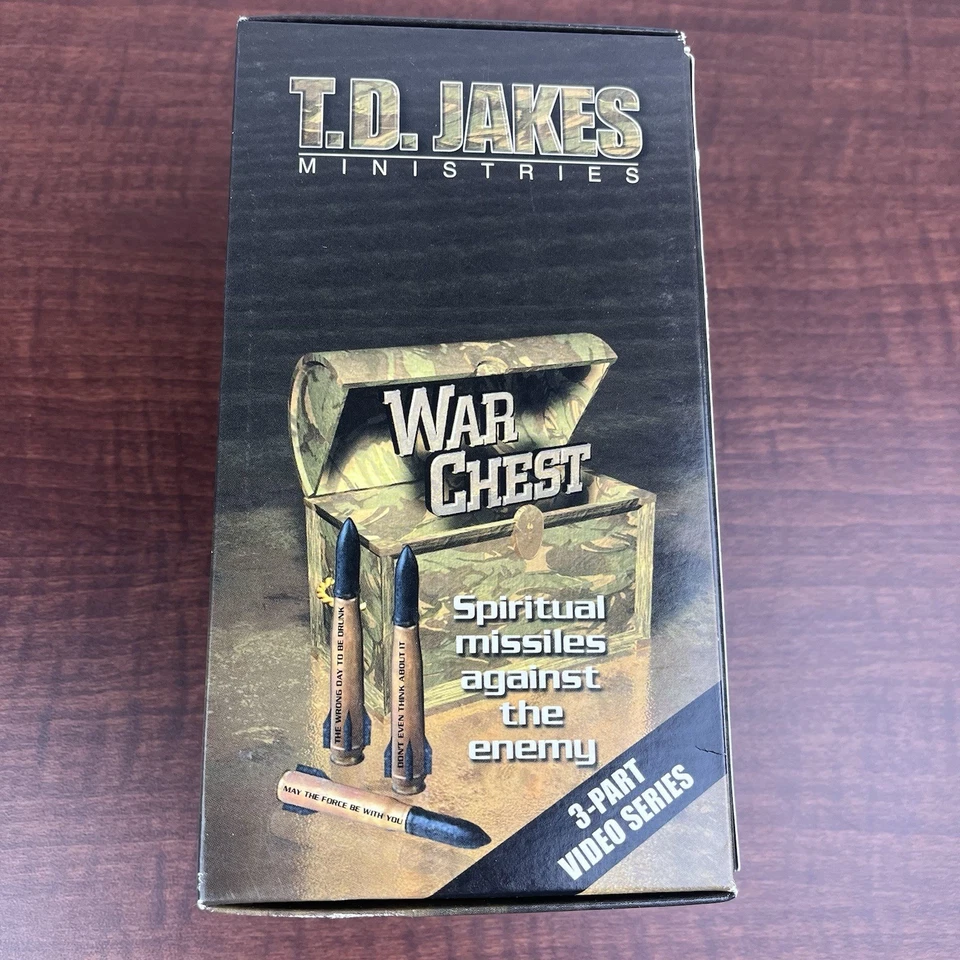 T.D. JAKES
MINISTRIES
WAR
CHEST
Spiritual
missiles
against
the
enemy
THE WRONG DAY TO BE DRUNK
DON'T EVEN THINK ABOUT IT
MAY THE FORCE BE WITH YOU
3-PART
VIDEO SERIES